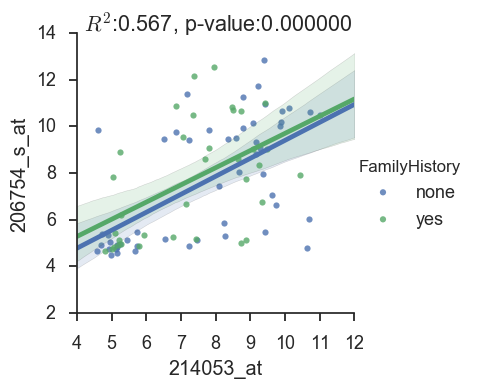 R²:0.567, p-value:0.000000
14
12
10
8
6
4
2
206754_s_at
4 5 6 7 8 9 10 11 12
214053_at
FamilyHistory
none
yes